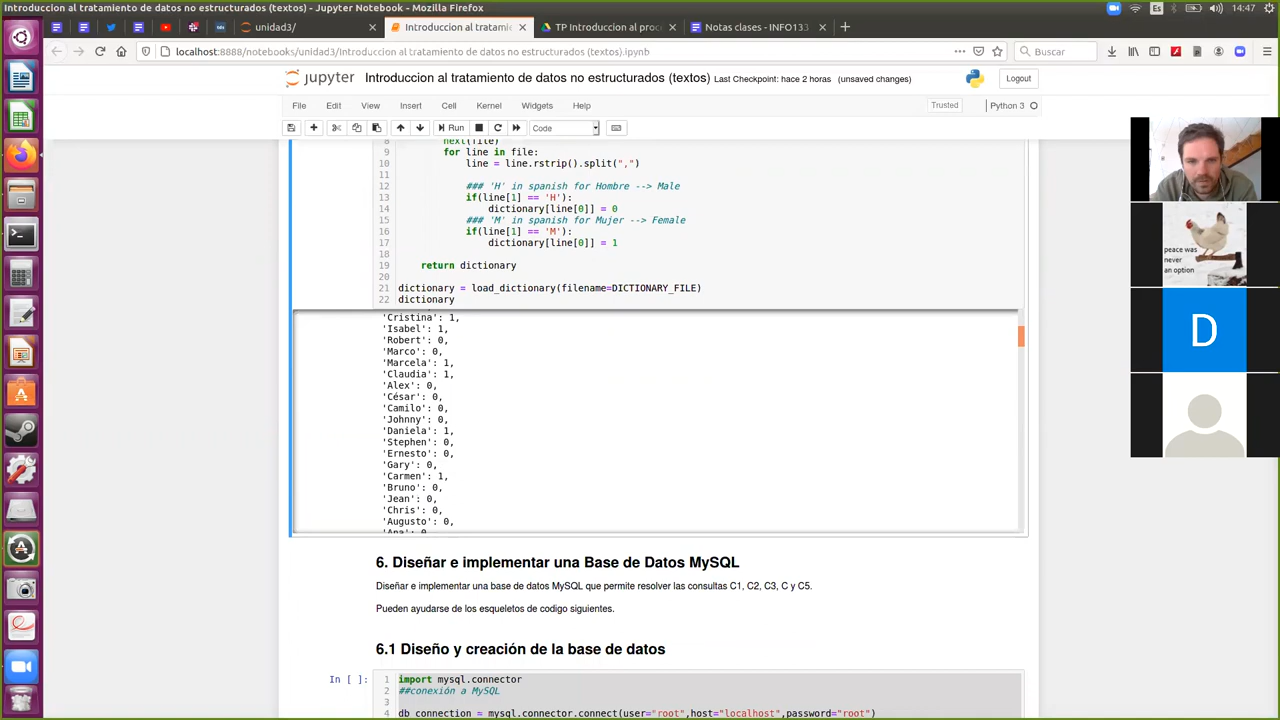 Introduccion al tratamiento de datos no estructurados (textos) - Jupyter Notebook - Mozilla Firefox
Es
14:47
unidad3/
Introduccion al tratami
TP Introduccion al proc
Notas clases - INFO133
localhost:8888/notebooks/unidad3/Introduccion al tratamiento de datos no estructurados (textos).ipynb
Buscar
jupyter
Introduccion al tratamiento de datos no estructurados (textos)
Last Checkpoint: hace 2 horas
(unsaved changes)
Logout
File
Edit
View
Insert
Cell
Kernel
Widgets
Help
Trusted
Python 3
Run
Code
8 next(file)
9 for line in file:
10 line = line.rstrip().split(",")
11
12 ### 'H' in spanish for Hombre --> Male
13 if(line[1] == 'H'):
14 dictionary[line[0]] = 0
15 ### 'M' in spanish for Mujer --> Female
16 if(line[1] == 'M'):
17 dictionary[line[0]] = 1
18
19 return dictionary
20
21 dictionary = load_dictionary(filename=DICTIONARY_FILE)
22 dictionary
'Cristina': 1,
'Isabel': 1,
'Robert': 0,
'Marco': 0,
'Marcela': 1,
'Claudia': 1,
'Alex': 0,
'César': 0,
'Camilo': 0,
'Johnny': 0,
'Daniela': 1,
'Stephen': 0,
'Ernesto': 0,
'Gary': 0,
'Carmen': 1,
'Bruno': 0,
'Jean': 0,
'Chris': 0,
'Augusto': 0,
'Ana': 0
6. Diseñar e implementar una Base de Datos MySQL
Diseñar e implementar una base de datos MySQL que permite resolver las consultas C1, C2, C3, C y C5.
Pueden ayudarse de los esqueletos de codigo siguientes.
6.1 Diseño y creación de la base de datos
In [ ]:
1 import mysql.connector
2 ##conexión a MySQL
3
4 db_connection = mysql.connector.connect(user="root",host="localhost",password="root")
peace was
never
an option
D